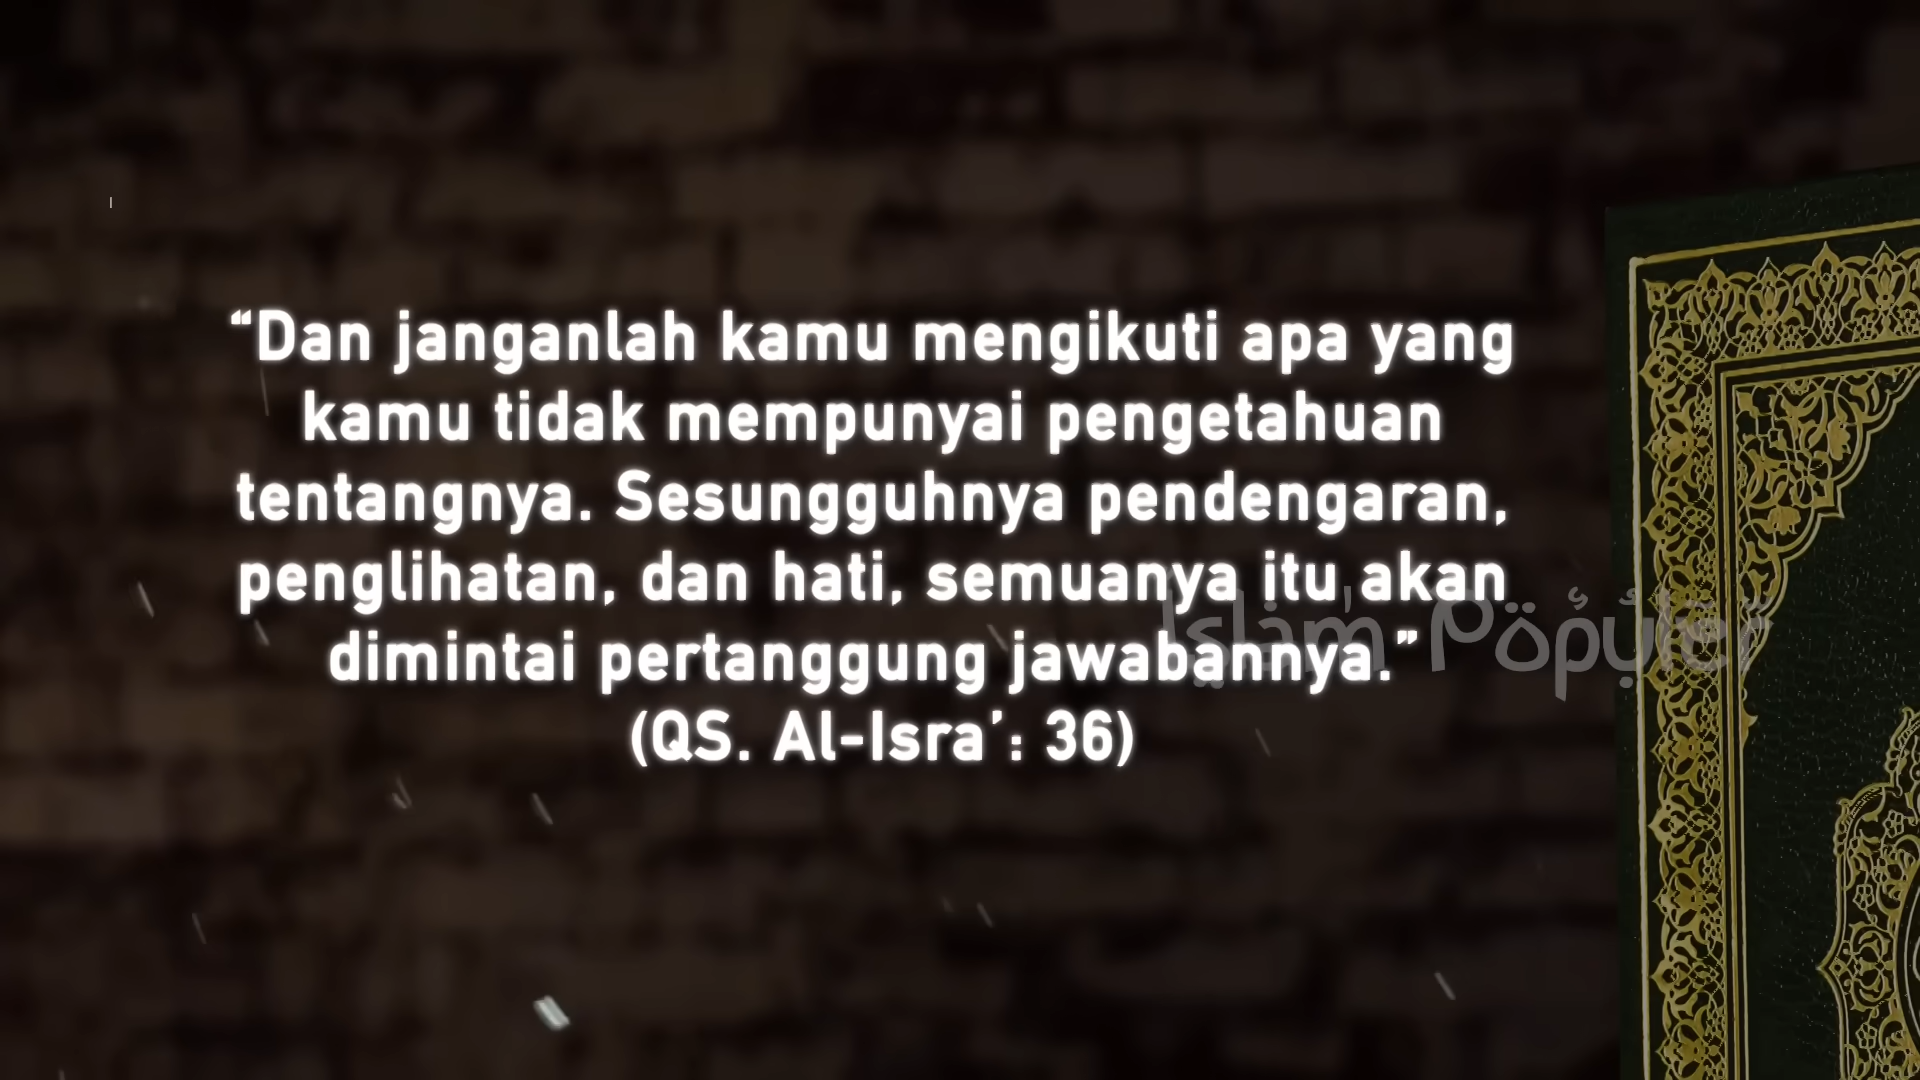 “Dan janganlah kamu mengikuti apa yang
kamu tidak mempunyai pengetahuan
tentangnya. Sesungguhnya pendengaran,
penglihatan, dan hati, semuanya itu akan
dimintai pertanggung jawabannya.”
(QS. Al-Isra’: 36)
Islam Populer